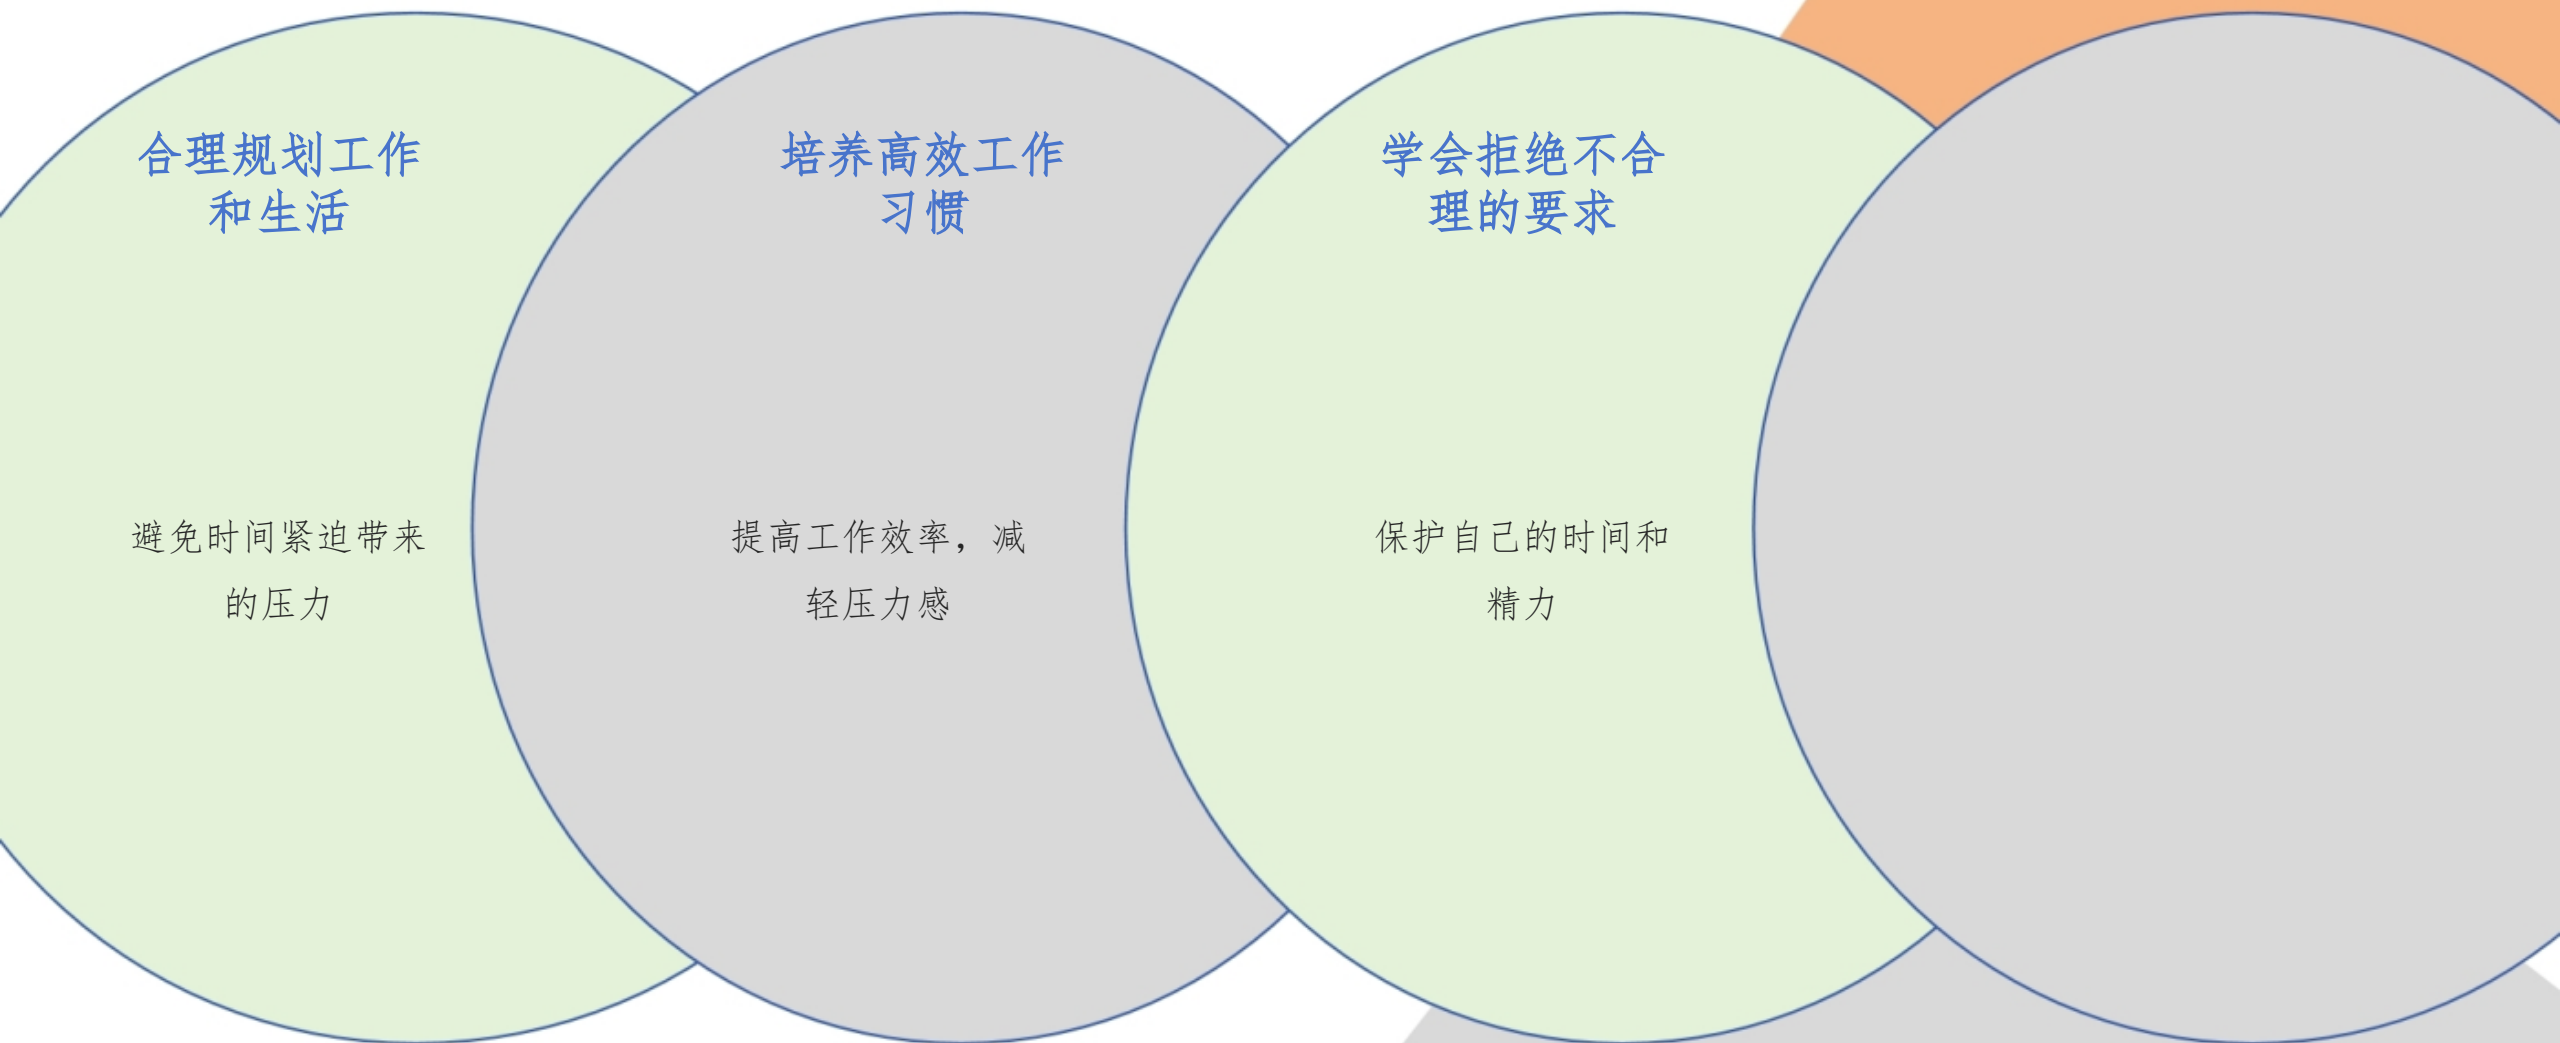 合理规划工作
和生活
避免时间紧迫带来
的压力
培养高效工作
习惯
提高工作效率，减
轻压力感
学会拒绝不合
理的要求
保护自己的时间和
精力